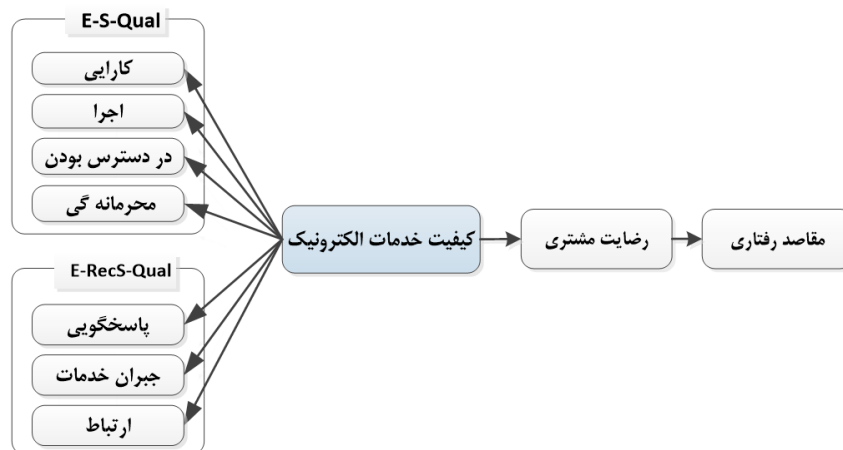 E-S-Qual
کارایی
اجرا
در دسترس بودن
محرمانه گی
E-RecS-Qual
پاسخگویی
جبران خدمات
ارتباط
کیفیت خدمات الکترونیک
رضایت مشتری
مقاصد رفتاری